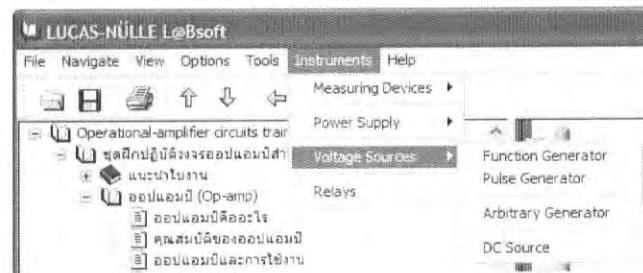 LUCAS-NÜLLE L@Bsoft
File Navigate View Options Tools Instruments Help
Measuring Devices
Power Supply
Voltage Sources
Relays
Function Generator
Pulse Generator
Arbitrary Generator
DC Source
Operational-amplifier circuits train
ชุดฝึกปฏิบัติวงจรออปแอมป์สำ
แนะนำใบงาน
ออปแอมป์ (Op-amp)
ออปแอมป์คืออะไร
คุณสมบัติของออปแอมป์
ออปแอมป์และการใช้งาน